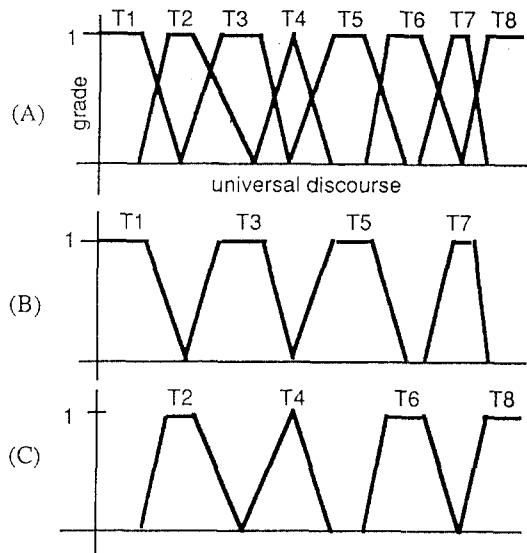 T1 T2 T3 T4 T5 T6 T7 T8
1
(A)
grade
universal discourse
T1 T3 T5 T7
1
(B)
T2 T4 T6 T8
1
(C)